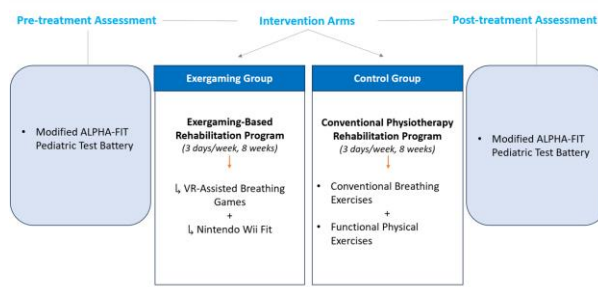 Pre-treatment Assessment
Intervention Arms
Post-treatment Assessment
• Modified ALPHA-FIT
Pediatric Test Battery
Exergaming Group
Exergaming-Based
Rehabilitation Program
(3 days/week, 8 weeks)
↳ VR-Assisted Breathing
Games
+
↳ Nintendo Wii Fit
Control Group
Conventional Physiotherapy
Rehabilitation Program
(3 days/week, 8 weeks)
• Conventional Breathing
Exercises
+
• Functional Physical
Exercises
• Modified ALPHA-FIT
Pediatric Test Battery